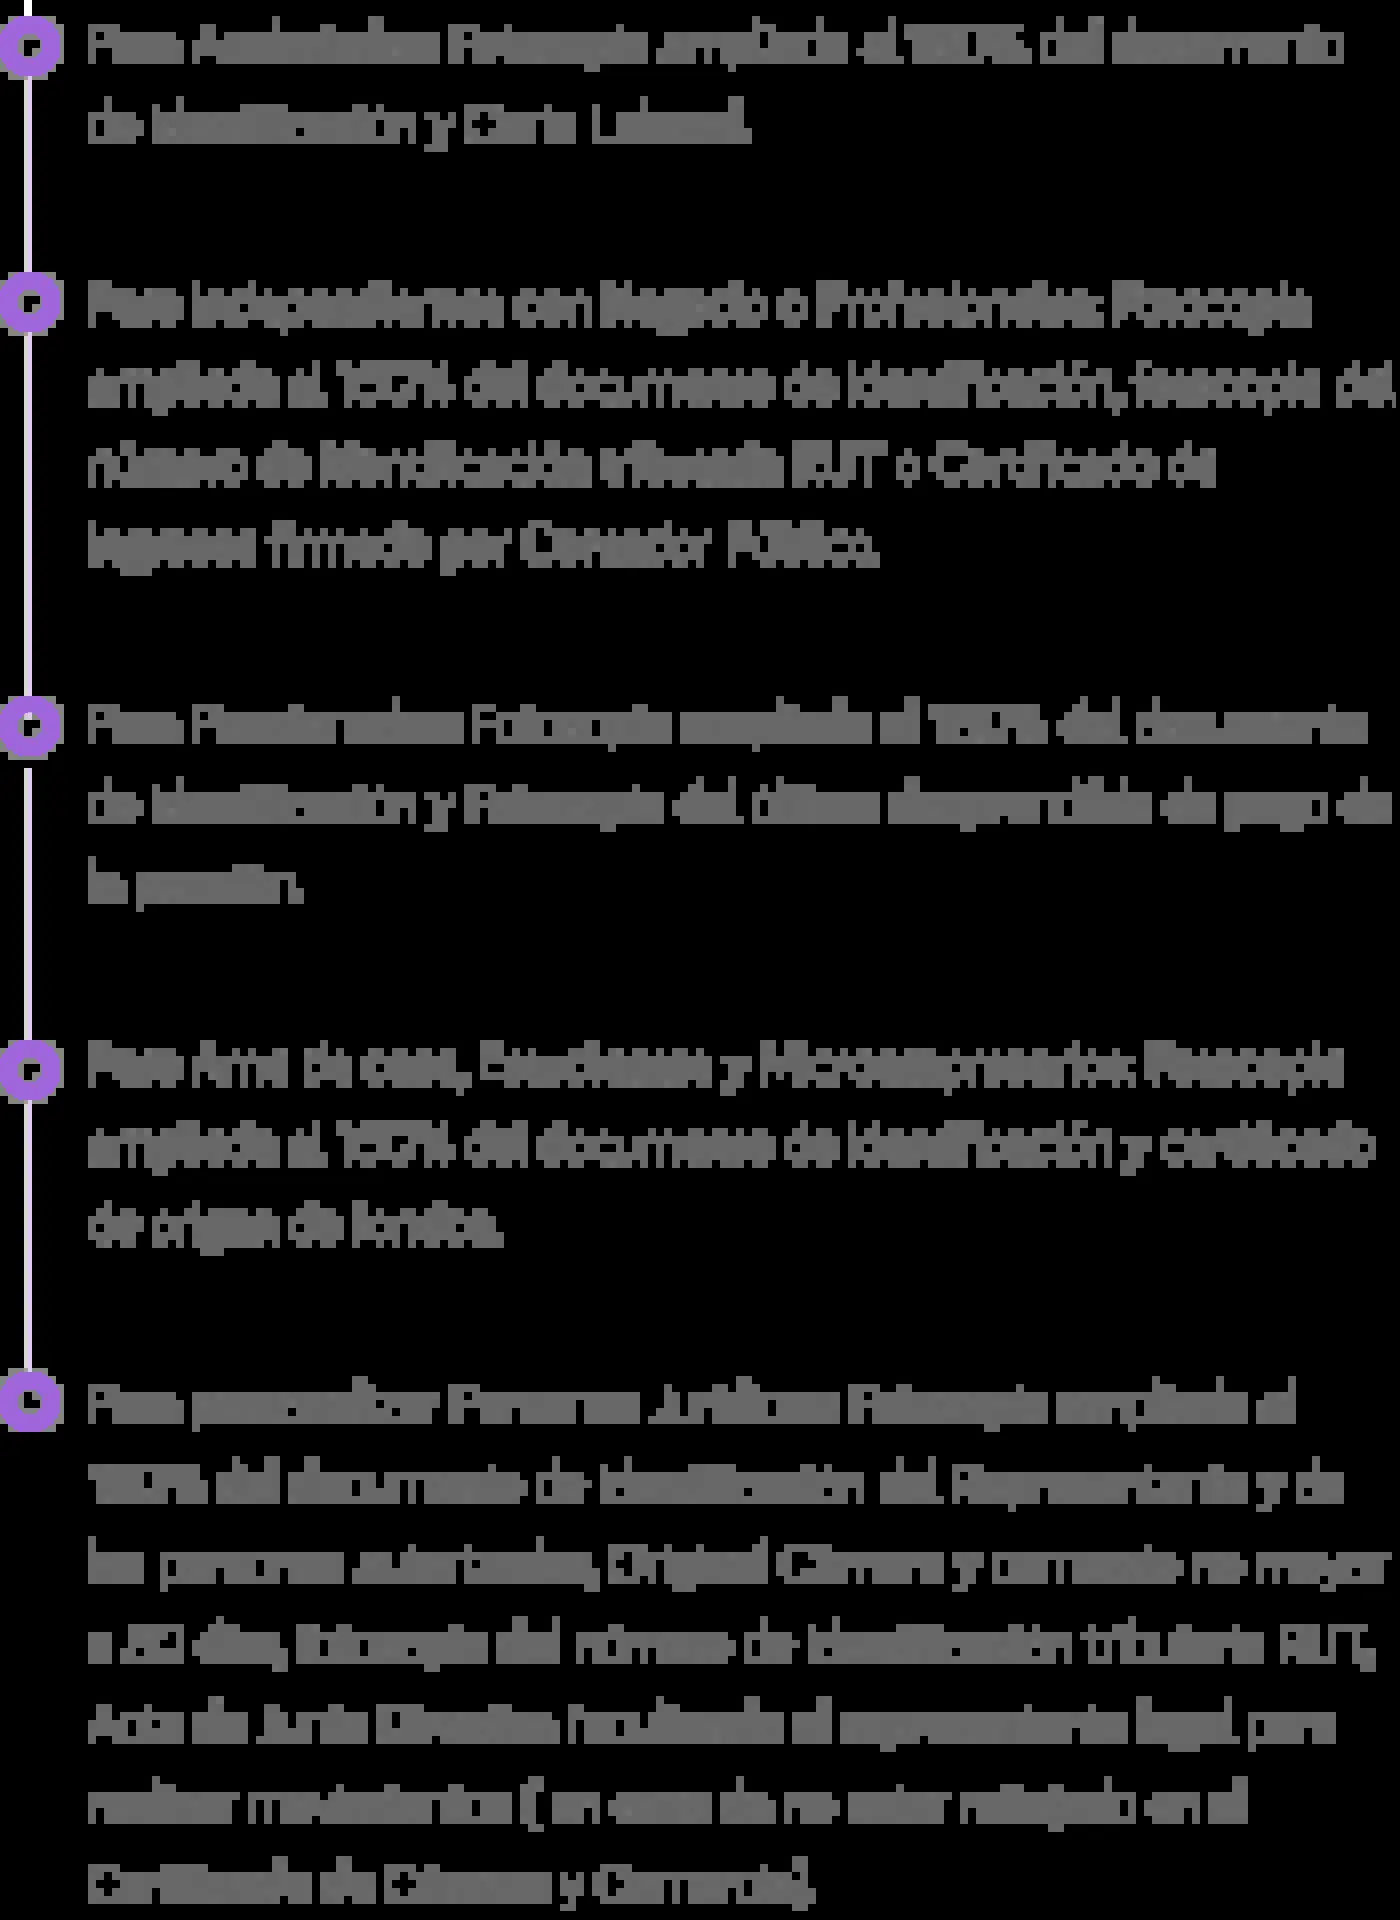 Para Asalariados: Fotocopia ampliada al 150% del documento
de identificación y Carta Laboral.
Para Independientes con Negocio o Profesionales: Fotocopia
ampliada al 150% del documento de identificación, fotocopia del
número de identificación tributaria RUT o Certificado de
Ingresos firmado por Contador Público.
Para Pensionados: Fotocopia ampliada al 150% del documento
de identificación y Fotocopia del último desprendible de pago de
la pensión.
Para Ama de casa, Estudiantes y Microempresarios: Fotocopia
ampliada al 150% del documento de identificación y certificado
de origen de fondos.
Para Personas Jurídicas: Fotocopia ampliada al
150% del documento de identificación del Representante y de
las personas autorizadas, Original Cámara y comercio no mayor
a días, fotocopia del número de identificación tributaria RUT,
Acta de Junta Directiva facultando al representante legal para
realizar movimientos ( en caso de no estar reflejado en el
Certificado de Cámara y Comercio).